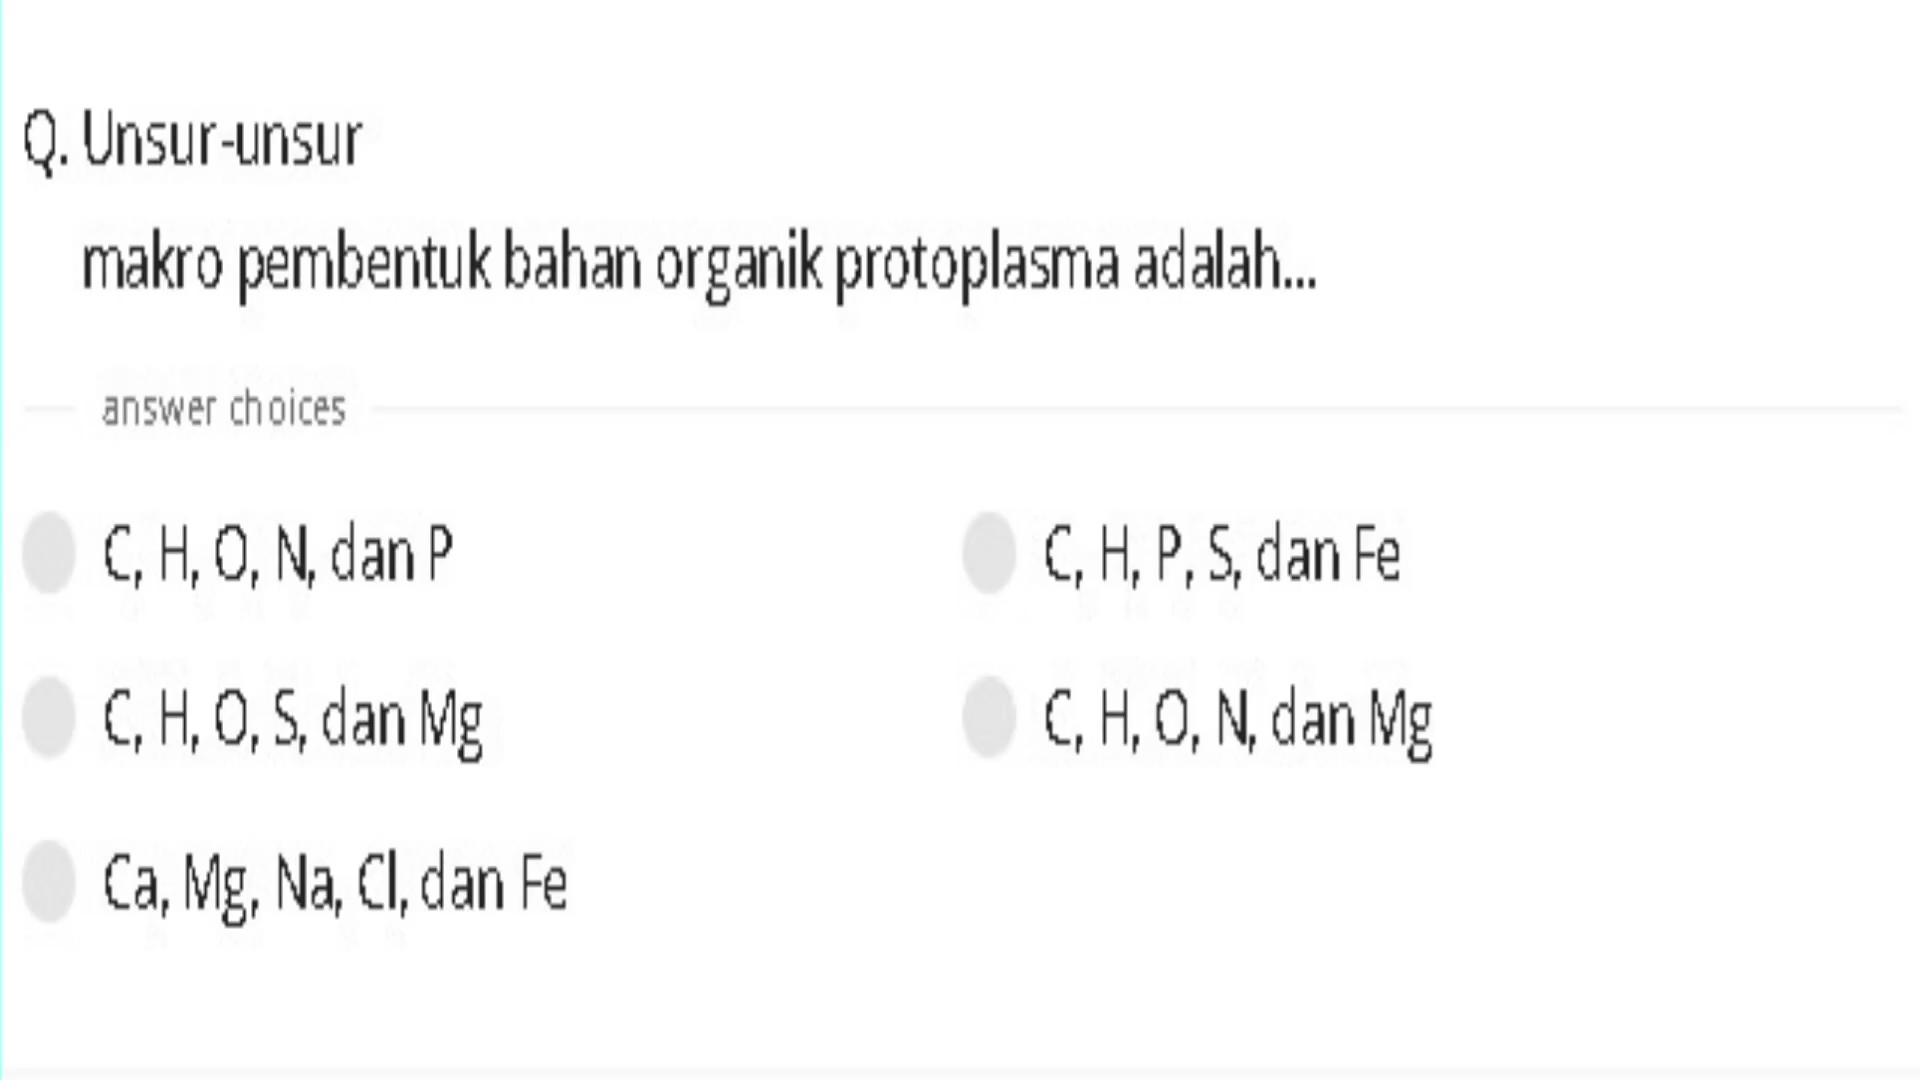 Q. Unsur-unsur
makro pembentuk bahan organik protoplasma adalah...
answer choices
C, H, O, N, dan P
C, H, P, S, dan Fe
C, H, O, S, dan Mg
C, H, O, N, dan Mg
Ca, Mg, Na, Cl, dan Fe